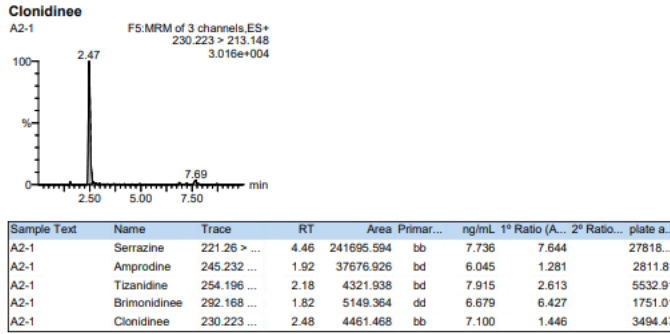 Clonidinee
A2-1 F5:MRM of 3 channels,ES+
230.223 > 213.148
3.016e+004
2.47
100
%
7.69
0
min
2.50 5.00 7.50
Sample Text Name Trace RT Area Primar... ng/mL 1º Ratio (A... 2º Ratio... plate a...
A2-1 Serrazine 221.26 > ... 4.46 241695.594 bb 7.736 7.644 27818...
A2-1 Amprodine 245.232 ... 1.92 37676.926 bd 6.045 1.281 2811.8
A2-1 Tizanidine 254.196 ... 2.18 4321.938 bd 7.915 2.613 5532.9
A2-1 Brimonidinee 292.168 ... 1.82 5149.364 dd 6.679 6.427 1751.0
A2-1 Clonidinee 230.223 ... 2.48 4461.468 bb 7.100 1.446 3494.4